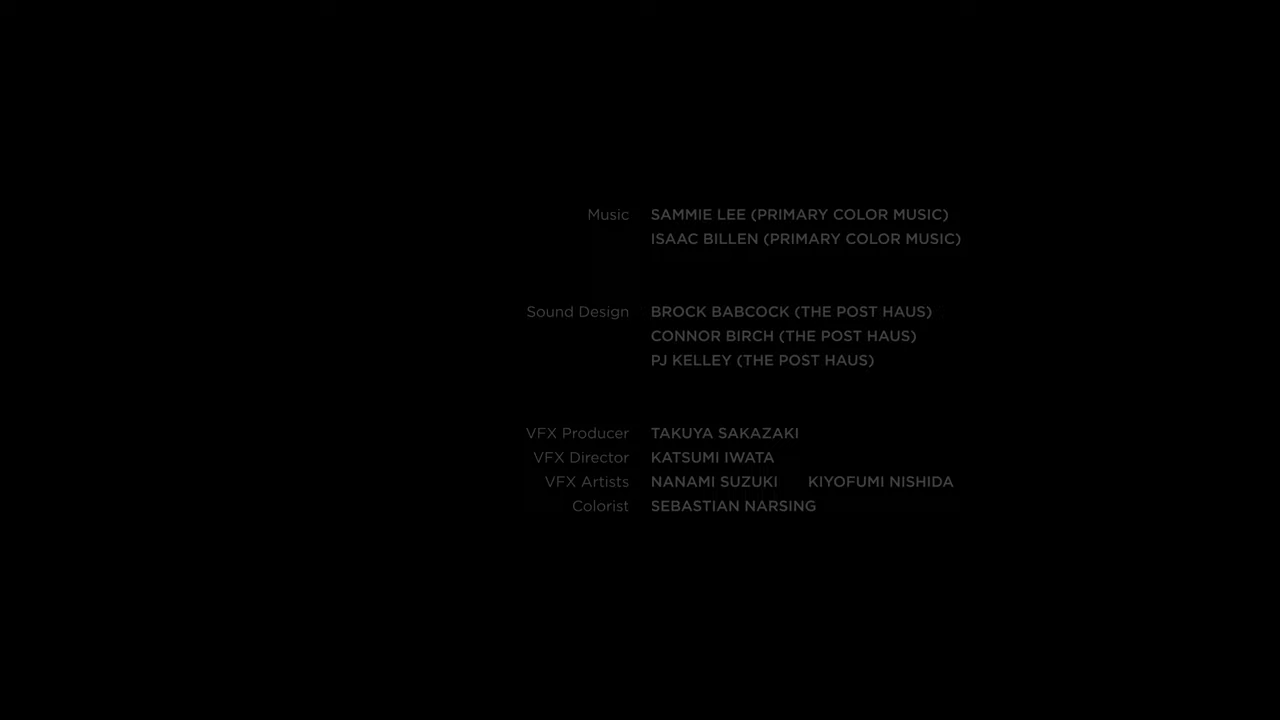 Music SAMMIE LEE (PRIMARY COLOR MUSIC)
ISAAC BILLEN (PRIMARY COLOR MUSIC)
Sound Design BROCK BABCOCK (THE POST HAUS)
CONNOR BIRCH (THE POST HAUS)
PJ KELLEY (THE POST HAUS)
VFX Producer TAKUYA SAKAZAKI
VFX Director KATSUMI IWATA
VFX Artists NANAMI SUZUKI KIYOFUMI NISHIDA
Colorist SEBASTIAN NARSING